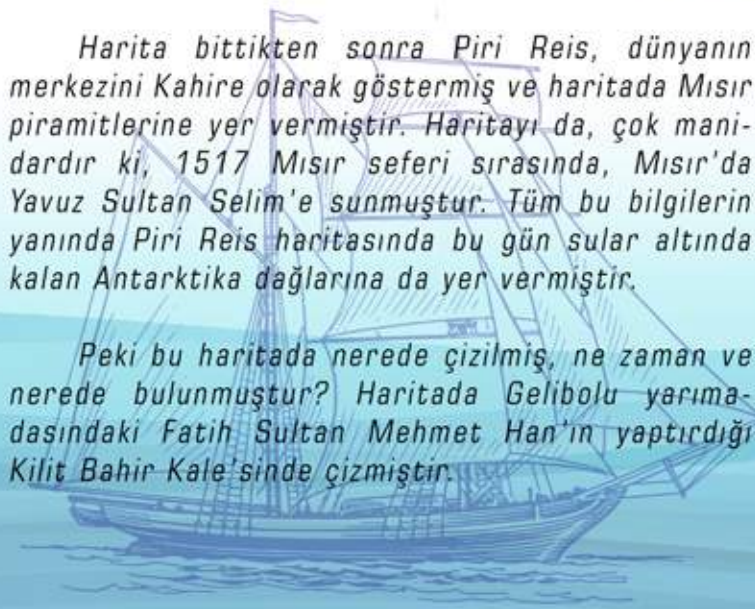 Harita bittikten sonra Piri Reis, dünyanın
merkezini Kahire olarak göstermiş ve haritada Mısır
piramitlerine yer vermiştir. Haritayı da, çok mani-
dardır ki, 1517 Mısır seferi sırasında, Mısır'da
Yavuz Sultan Selim'e sunmuştur. Tüm bu bilgilerin
yanında Piri Reis haritasında bu gün sular altında
kalan Antarktika dağlarına da yer vermiştir.
Peki bu haritada nerede çizilmiş, ne zaman ve
nerede bulunmuştur? Haritada Gelibolu yarıma-
dasındaki Fatih Sultan Mehmet Han'ın yaptırdığı
Kilit Bahir Kale'sinde çizmiştir.